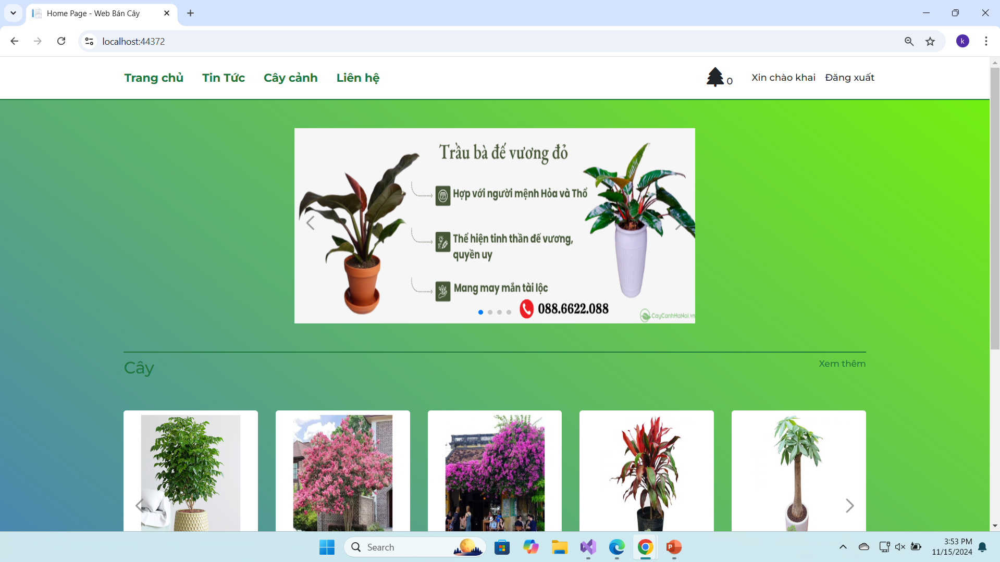 Home Page - Web Bán Cây
localhost:44372
k
Trang chủ
Tin Tức
Cây cảnh
Liên hệ
0
Xin chào khai
Đăng xuất
Trầu bà đế vương đỏ
Hợp với người mệnh Hỏa và Thổ
Thể hiện tinh thần đế vương,
quyền uy
Mang may mắn tài lộc
088.6622.088
CayCanhHaNoi.vn
Cây
Xem thêm
Search
3:53 PM
11/15/2024